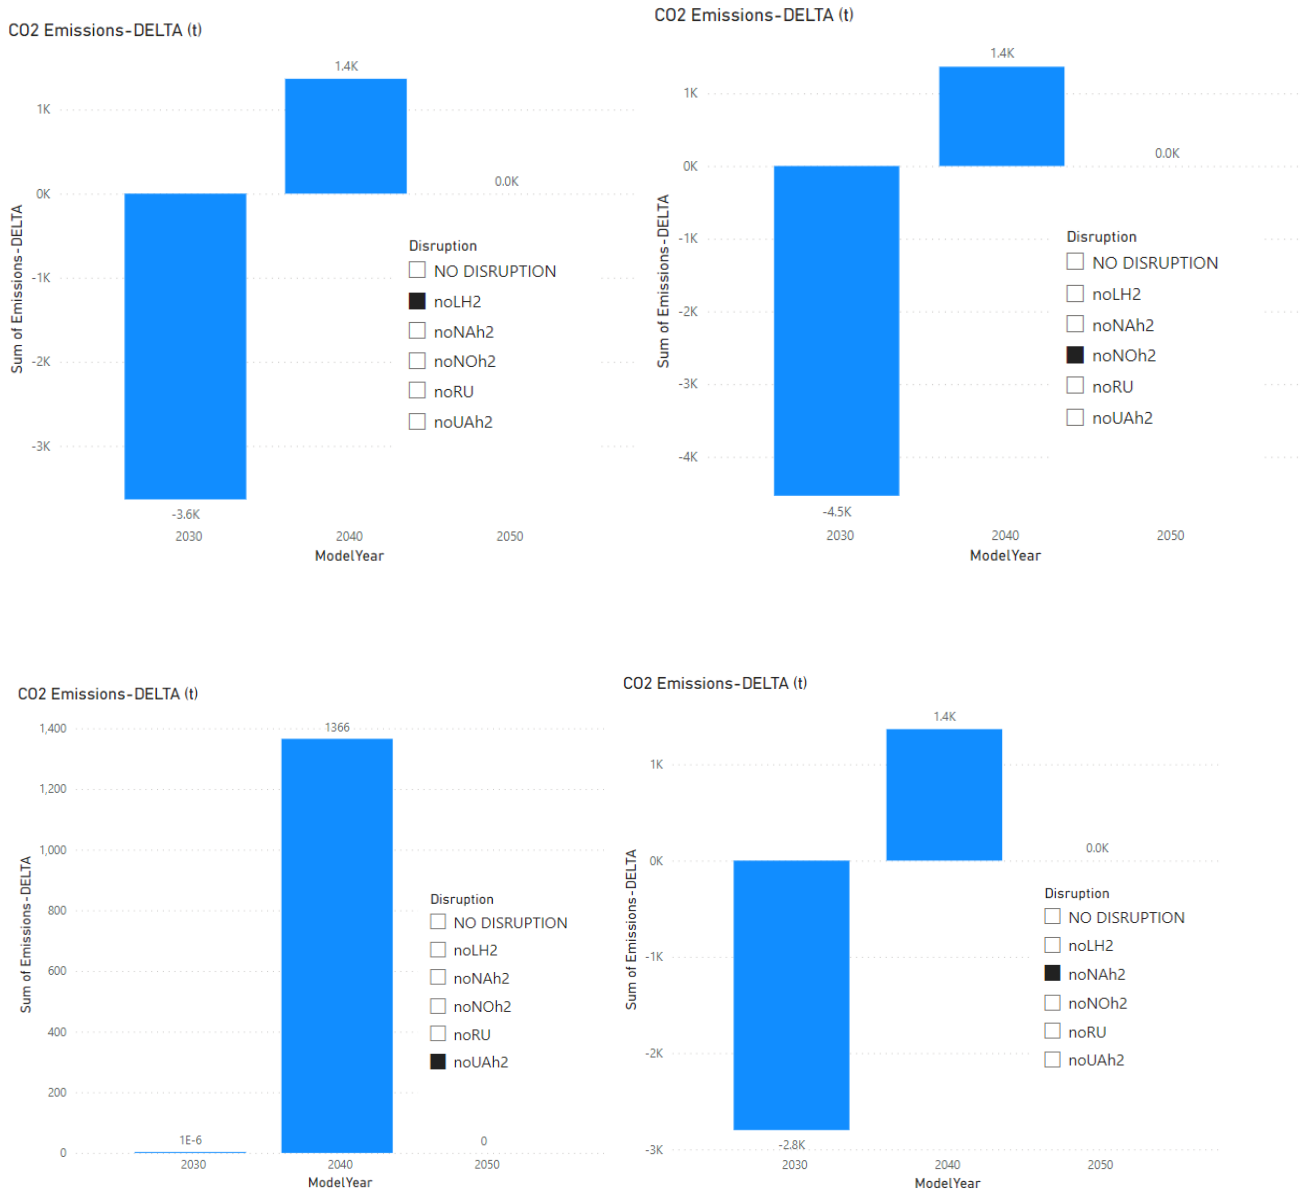 CO2 Emissions-DELTA (t)
1.4K
1K
0K
0.0K
-1K
-2K
-3K
-3.6K
Sum of Emissions-DELTA
Disruption
NO DISRUPTION
noLH2
noNAh2
noNOh2
noRU
noUAh2
2030
2040
2050
ModelYear
CO2 Emissions-DELTA (t)
1.4K
1K
0K
0.0K
-1K
-2K
-3K
-4K
-4.5K
Sum of Emissions-DELTA
Disruption
NO DISRUPTION
noLH2
noNAh2
noNOh2
noRU
noUAh2
2030
2040
2050
ModelYear
CO2 Emissions-DELTA (t)
1,400
1366
1,200
1,000
800
600
400
200
0
1E-6
0
Sum of Emissions-DELTA
Disruption
NO DISRUPTION
noLH2
noNAh2
noNOh2
noRU
noUAh2
2030
2040
2050
ModelYear
CO2 Emissions-DELTA (t)
1.4K
1K
0K
0.0K
-1K
-2K
-3K
-2.8K
Sum of Emissions-DELTA
Disruption
NO DISRUPTION
noLH2
noNAh2
noNOh2
noRU
noUAh2
2030
2040
2050
ModelYear